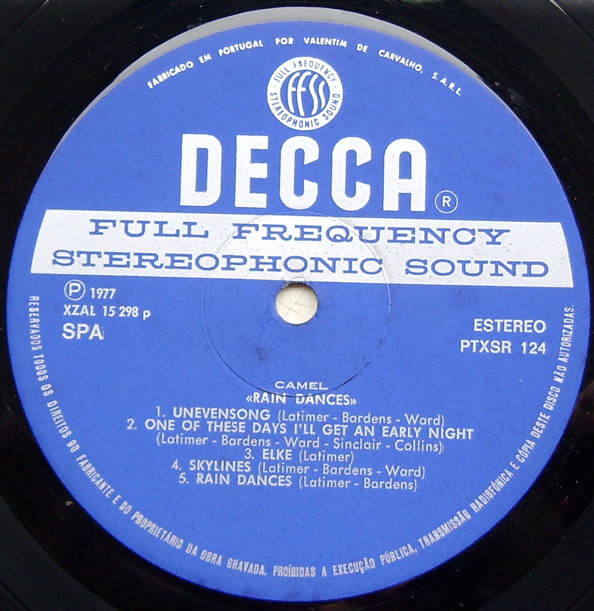 FABRICADO EM PORTUGAL POR VALENTIM DE CARVALHO, S.A.R.L.
FULL FREQUENCY
ffss
STEREOPHONIC SOUND
DECCA ®
FULL FREQUENCY
STEREOPHONIC SOUND
Ⓟ 1977
XZAL 15 298 p
SPA
ESTEREO
PTXSR 124
CAMEL
«RAIN DANCES»
1. UNEVENSONG (Latimer - Bardens - Ward)
2. ONE OF THESE DAYS I'LL GET AN EARLY NIGHT
(Latimer - Bardens - Ward - Sinclair - Collins)
3. ELKE (Latimer)
4. SKYLINES (Latimer - Bardens - Ward)
5. RAIN DANCES (Latimer - Bardens)
RESERVADOS TODOS OS DIREITOS DO FABRICANTE E DO PROPRIETÁRIO DA OBRA GRAVADA. PROÍBIDAS A EXECUÇÃO PÚBLICA, TRANSMISSÃO RADIOFÓNICA E CÓPIA DESTE DISCO NÃO AUTORIZADAS.